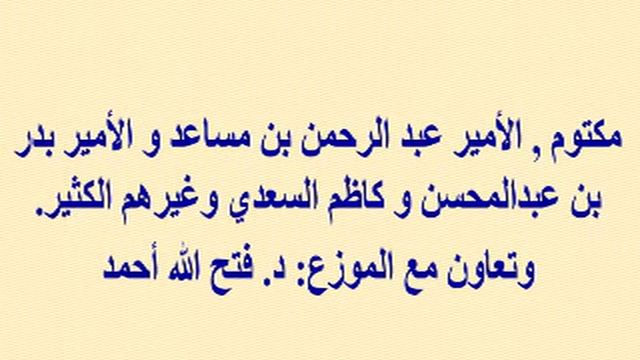 مكتوم , الأمير عبد الرحمن بن مساعد و الأمير بدر
بن عبدالمحسن و كاظم السعدي وغيرهم الكثير.
وتعاون مع الموزع: د. فتح الله أحمد